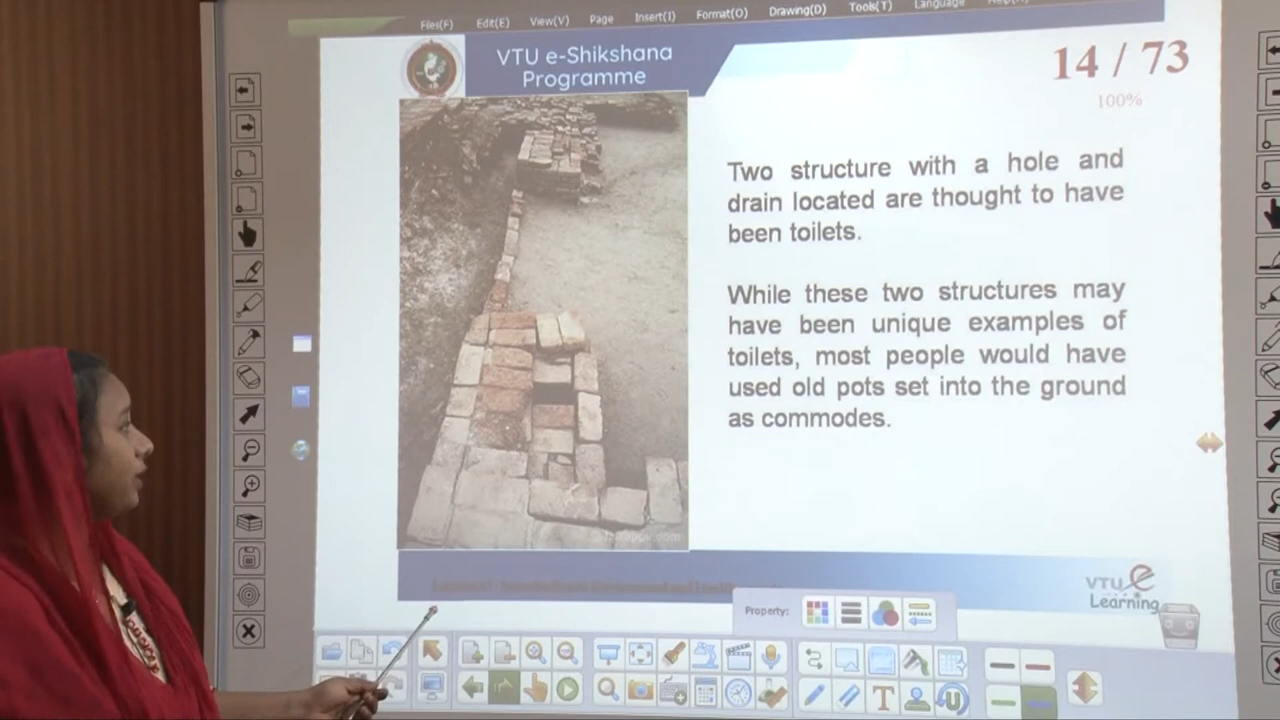 Files(F) Edit(E) View(V) Page Insert(I) Format(O) Drawing(D) Tools(T) Language
VTU e-Shikshana
Programme
14 / 73
100%
Two structure with a hole and
drain located are thought to have
been toilets.
While these two structures may
have been unique examples of
toilets, most people would have
used old pots set into the ground
as commodes.
VTU e
Learning
Property: